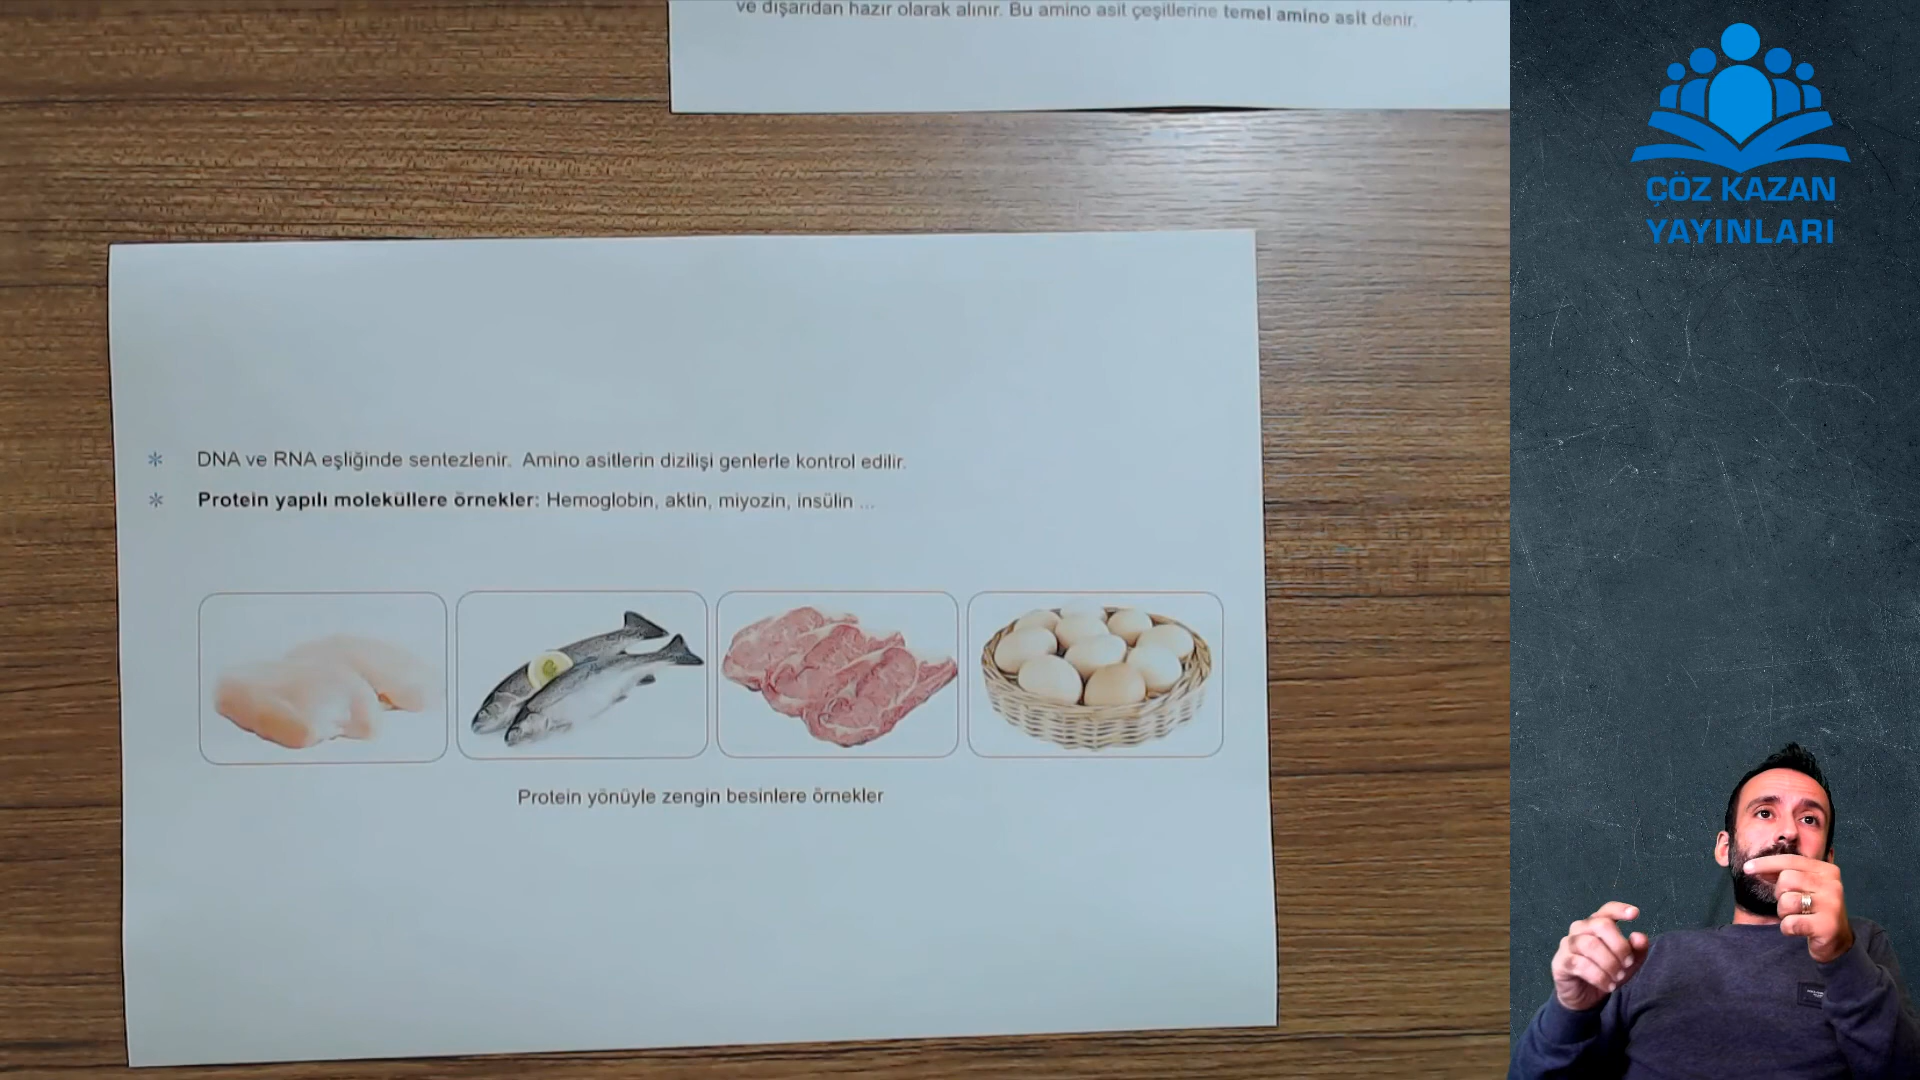 ve dışarıdan hazır olarak alınır. Bu amino asit çeşitlerine temel amino asit denir.
ÇÖZ KAZAN
YAYINLARI
* DNA ve RNA eşliğinde sentezlenir. Amino asitlerin dizilişi genlerle kontrol edilir.
* Protein yapılı moleküllere örnekler: Hemoglobin, aktin, miyozin, insülin ...
Protein yönüyle zengin besinlere örnekler